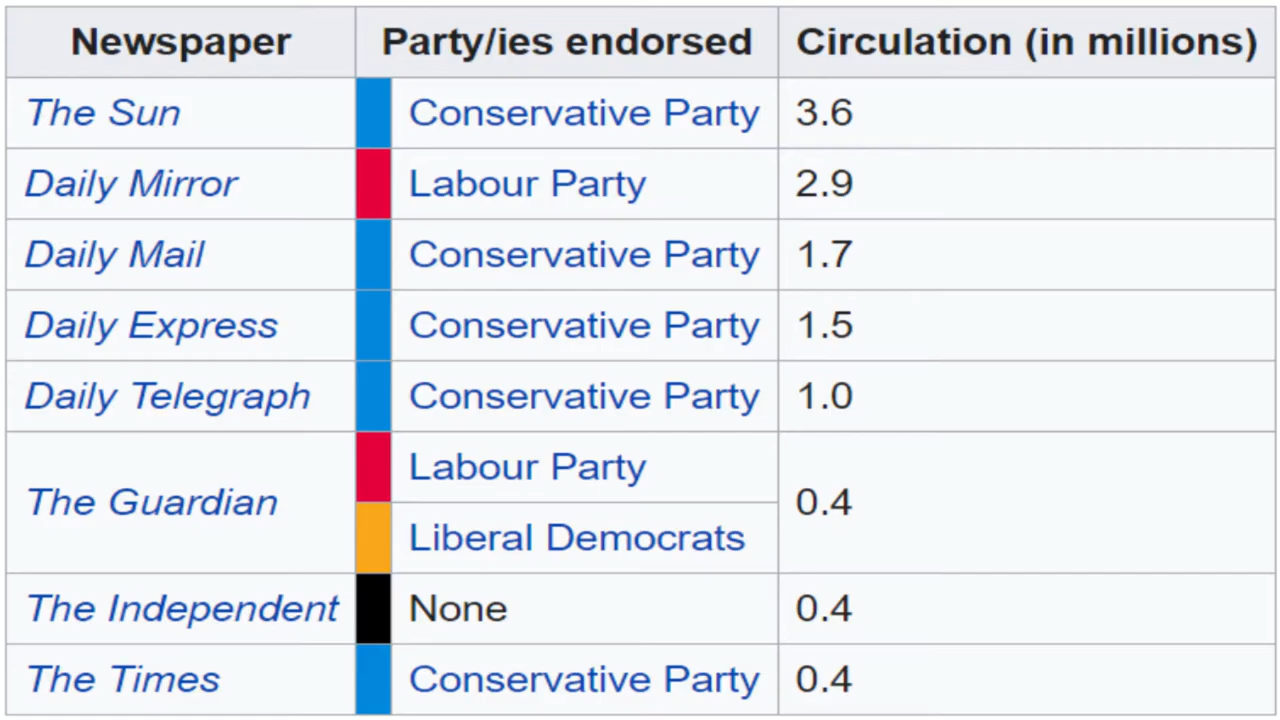 Newspaper Party/ies endorsed Circulation (in millions)
The Sun Conservative Party 3.6
Daily Mirror Labour Party 2.9
Daily Mail Conservative Party 1.7
Daily Express Conservative Party 1.5
Daily Telegraph Conservative Party 1.0
The Guardian Labour Party 0.4
Liberal Democrats
The Independent None 0.4
The Times Conservative Party 0.4